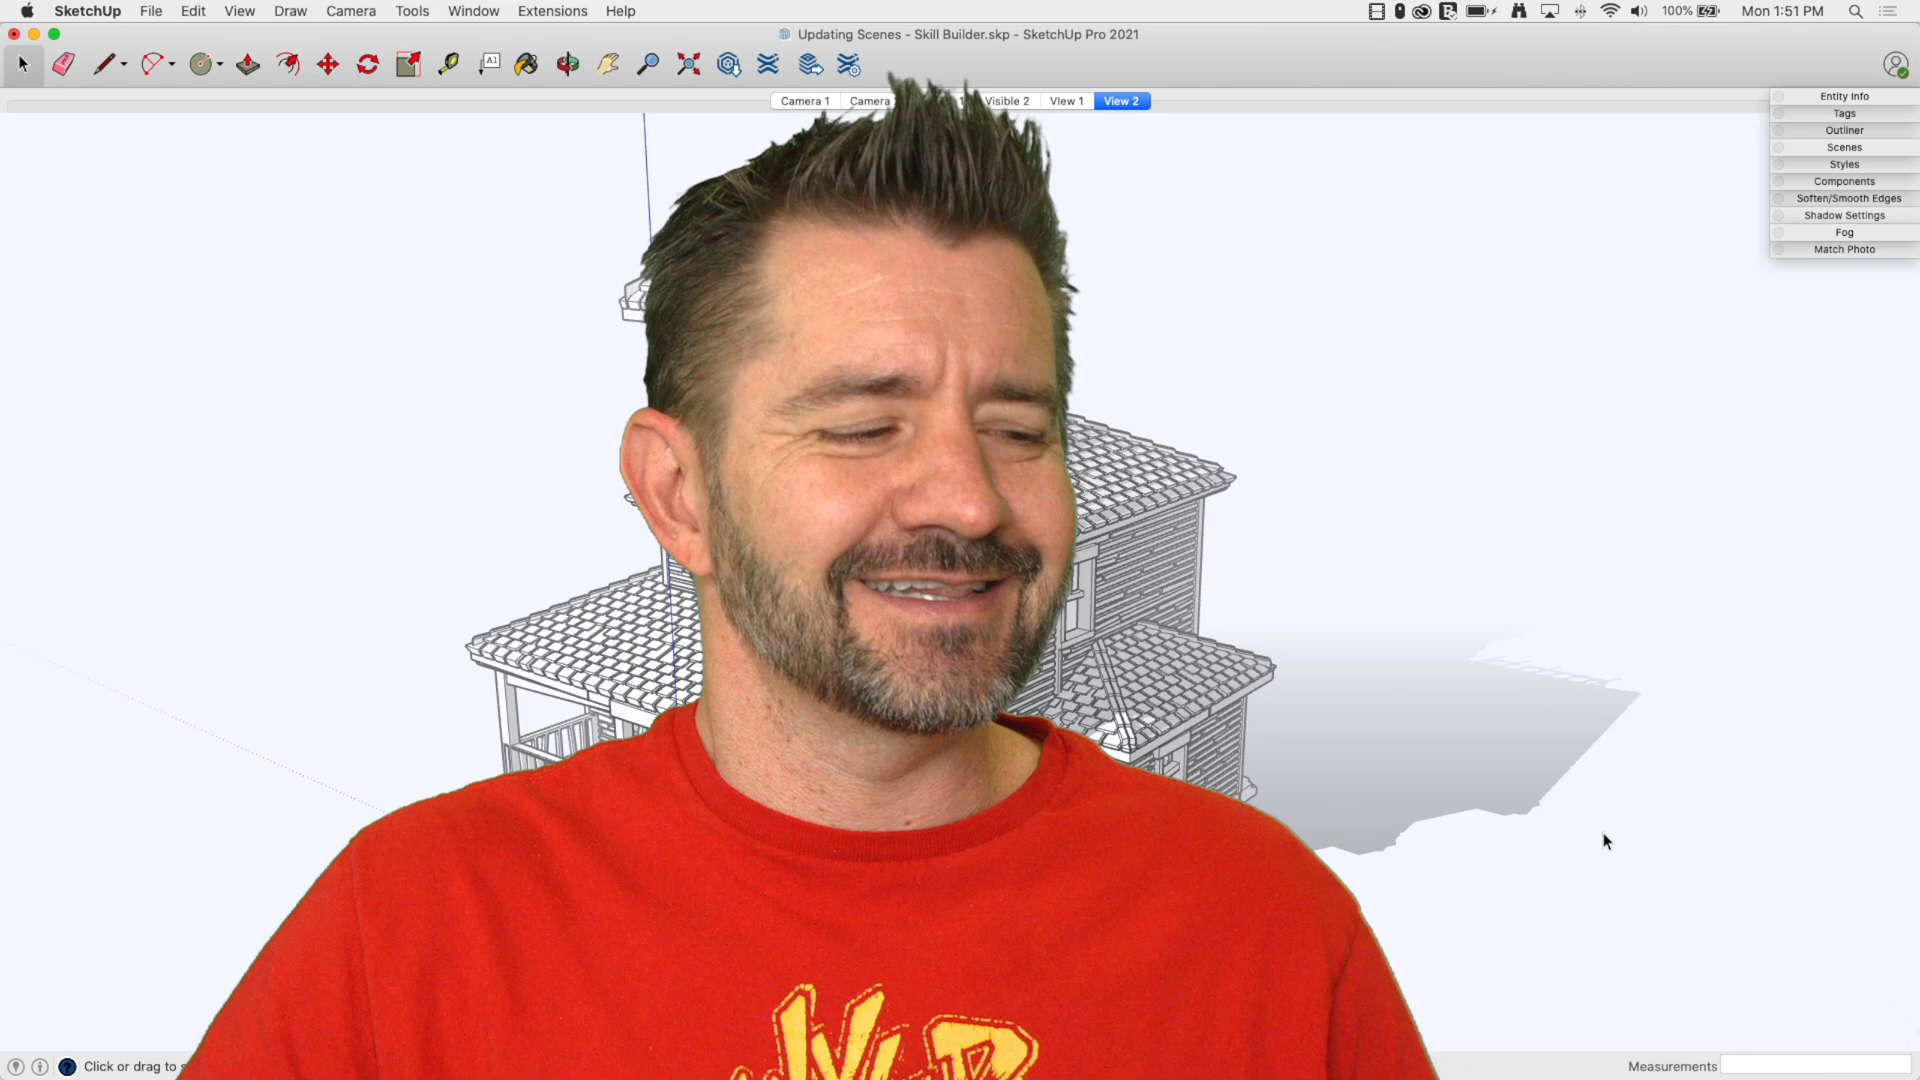 SketchUp File Edit View Draw Camera Tools Window Extensions Help 100% Mon 1:51 PM
Updating Scenes - Skill Builder.skp - SketchUp Pro 2021
A1
Camera 1 Camera Visible 2 View 1 View 2
Entity Info
Tags
Outliner
Scenes
Styles
Components
Soften/Smooth Edges
Shadow Settings
Fog
Match Photo
Click or drag to
Measurements